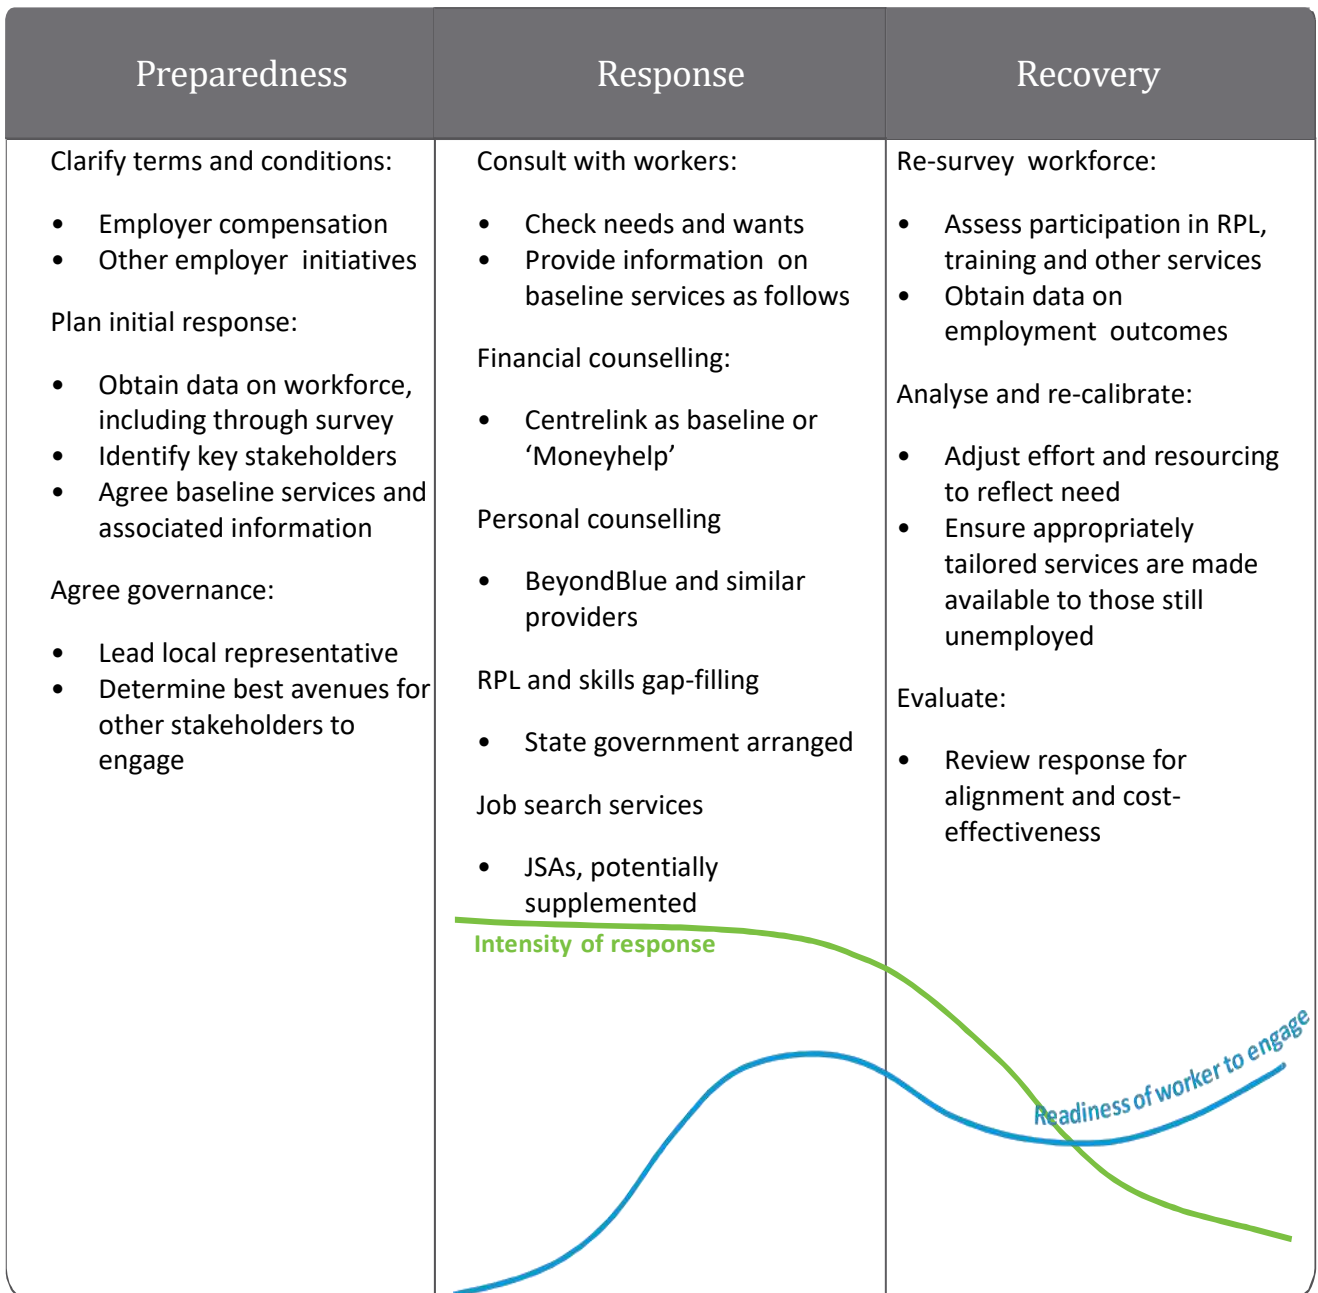 Preparedness
Response
Recovery
Clarify terms and conditions:
• Employer compensation
• Other employer initiatives
Plan initial response:
• Obtain data on workforce,
including through survey
• Identify key stakeholders
• Agree baseline services and
associated information
Agree governance:
• Lead local representative
• Determine best avenues for
other stakeholders to
engage
Consult with workers:
• Check needs and wants
• Provide information on
baseline services as follows
Financial counselling:
• Centrelink as baseline or
‘Moneyhelp’
Personal counselling
• BeyondBlue and similar
providers
RPL and skills gap-filling
• State government arranged
Job search services
• JSAs, potentially
supplemented
Re-survey workforce:
• Assess participation in RPL,
training and other services
• Obtain data on
employment outcomes
Analyse and re-calibrate:
• Adjust effort and resourcing
to reflect need
• Ensure appropriately
tailored services are made
available to those still
unemployed
Evaluate:
• Review response for
alignment and cost-
effectiveness
Intensity of response
Readiness of worker to engage